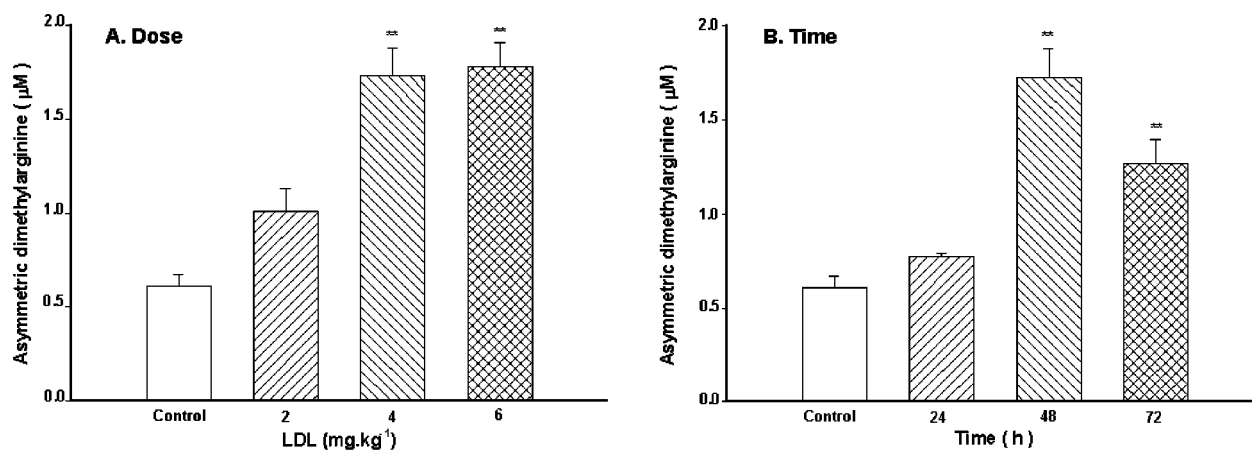 A. Dose
Asymmetric dimethylarginine ( μM )
2.0
**
**
1.5
1.0
0.5
0.0
Control 2 4 6
LDL (mg.kg⁻¹)
B. Time
Asymmetric dimethylarginine ( μM )
2.0
**
1.5
**
1.0
0.5
0.0
Control 24 48 72
Time ( h )